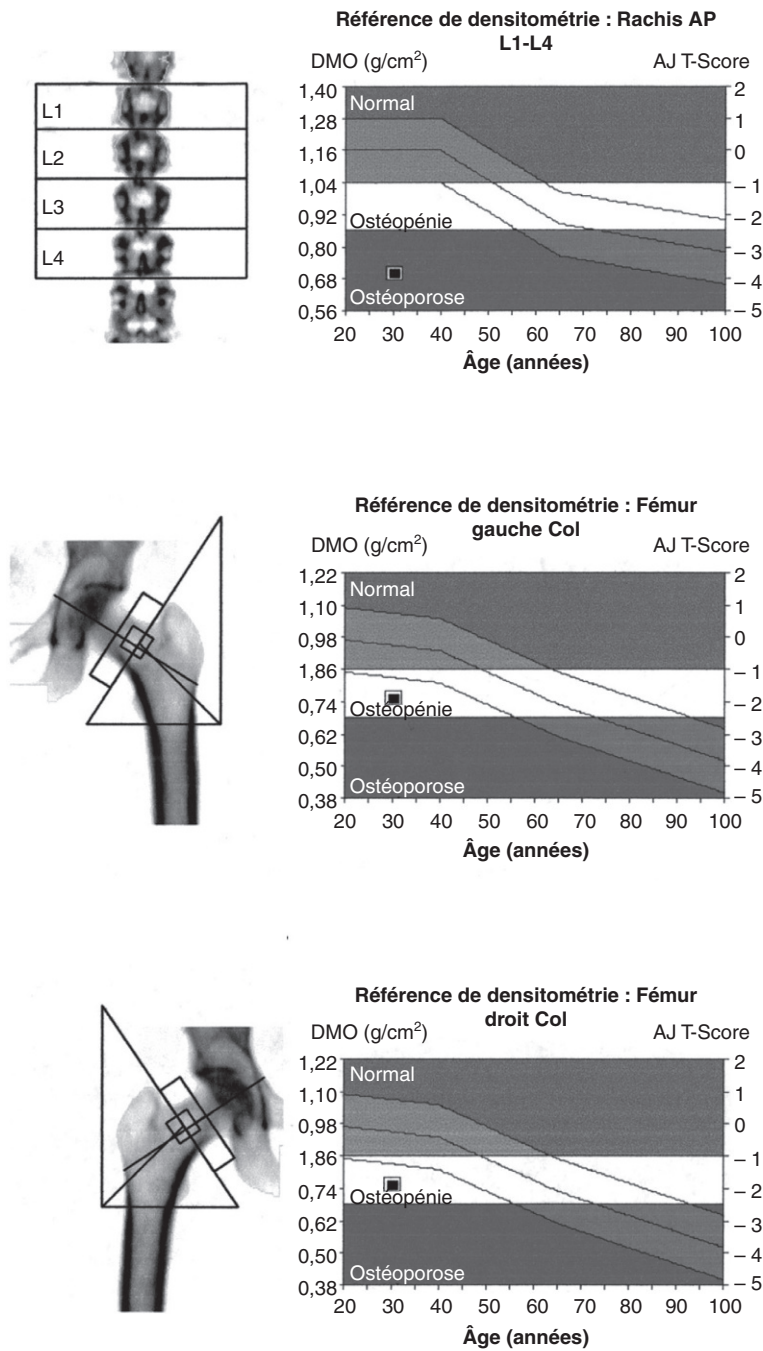 Référence de densitométrie : Rachis AP
L1-L4
DMO (g/cm²)
AJ T-Score
L1
L2
L3
L4
1,40
1,28
1,16
1,04
0,92
0,80
0,68
0,56
Normal
Ostéopénie
Ostéoporose
2
1
0
– 1
– 2
– 3
– 4
– 5
20 30 40 50 60 70 80 90 100
Âge (années)
Référence de densitométrie : Fémur
gauche Col
DMO (g/cm²)
AJ T-Score
1,22
1,10
0,98
1,86
0,74
0,62
0,50
0,38
Normal
Ostéopénie
Ostéoporose
2
1
0
– 1
– 2
– 3
– 4
– 5
20 30 40 50 60 70 80 90 100
Âge (années)
Référence de densitométrie : Fémur
droit Col
DMO (g/cm²)
AJ T-Score
1,22
1,10
0,98
1,86
0,74
0,62
0,50
0,38
Normal
Ostéopénie
Ostéoporose
2
1
0
– 1
– 2
– 3
– 4
– 5
20 30 40 50 60 70 80 90 100
Âge (années)